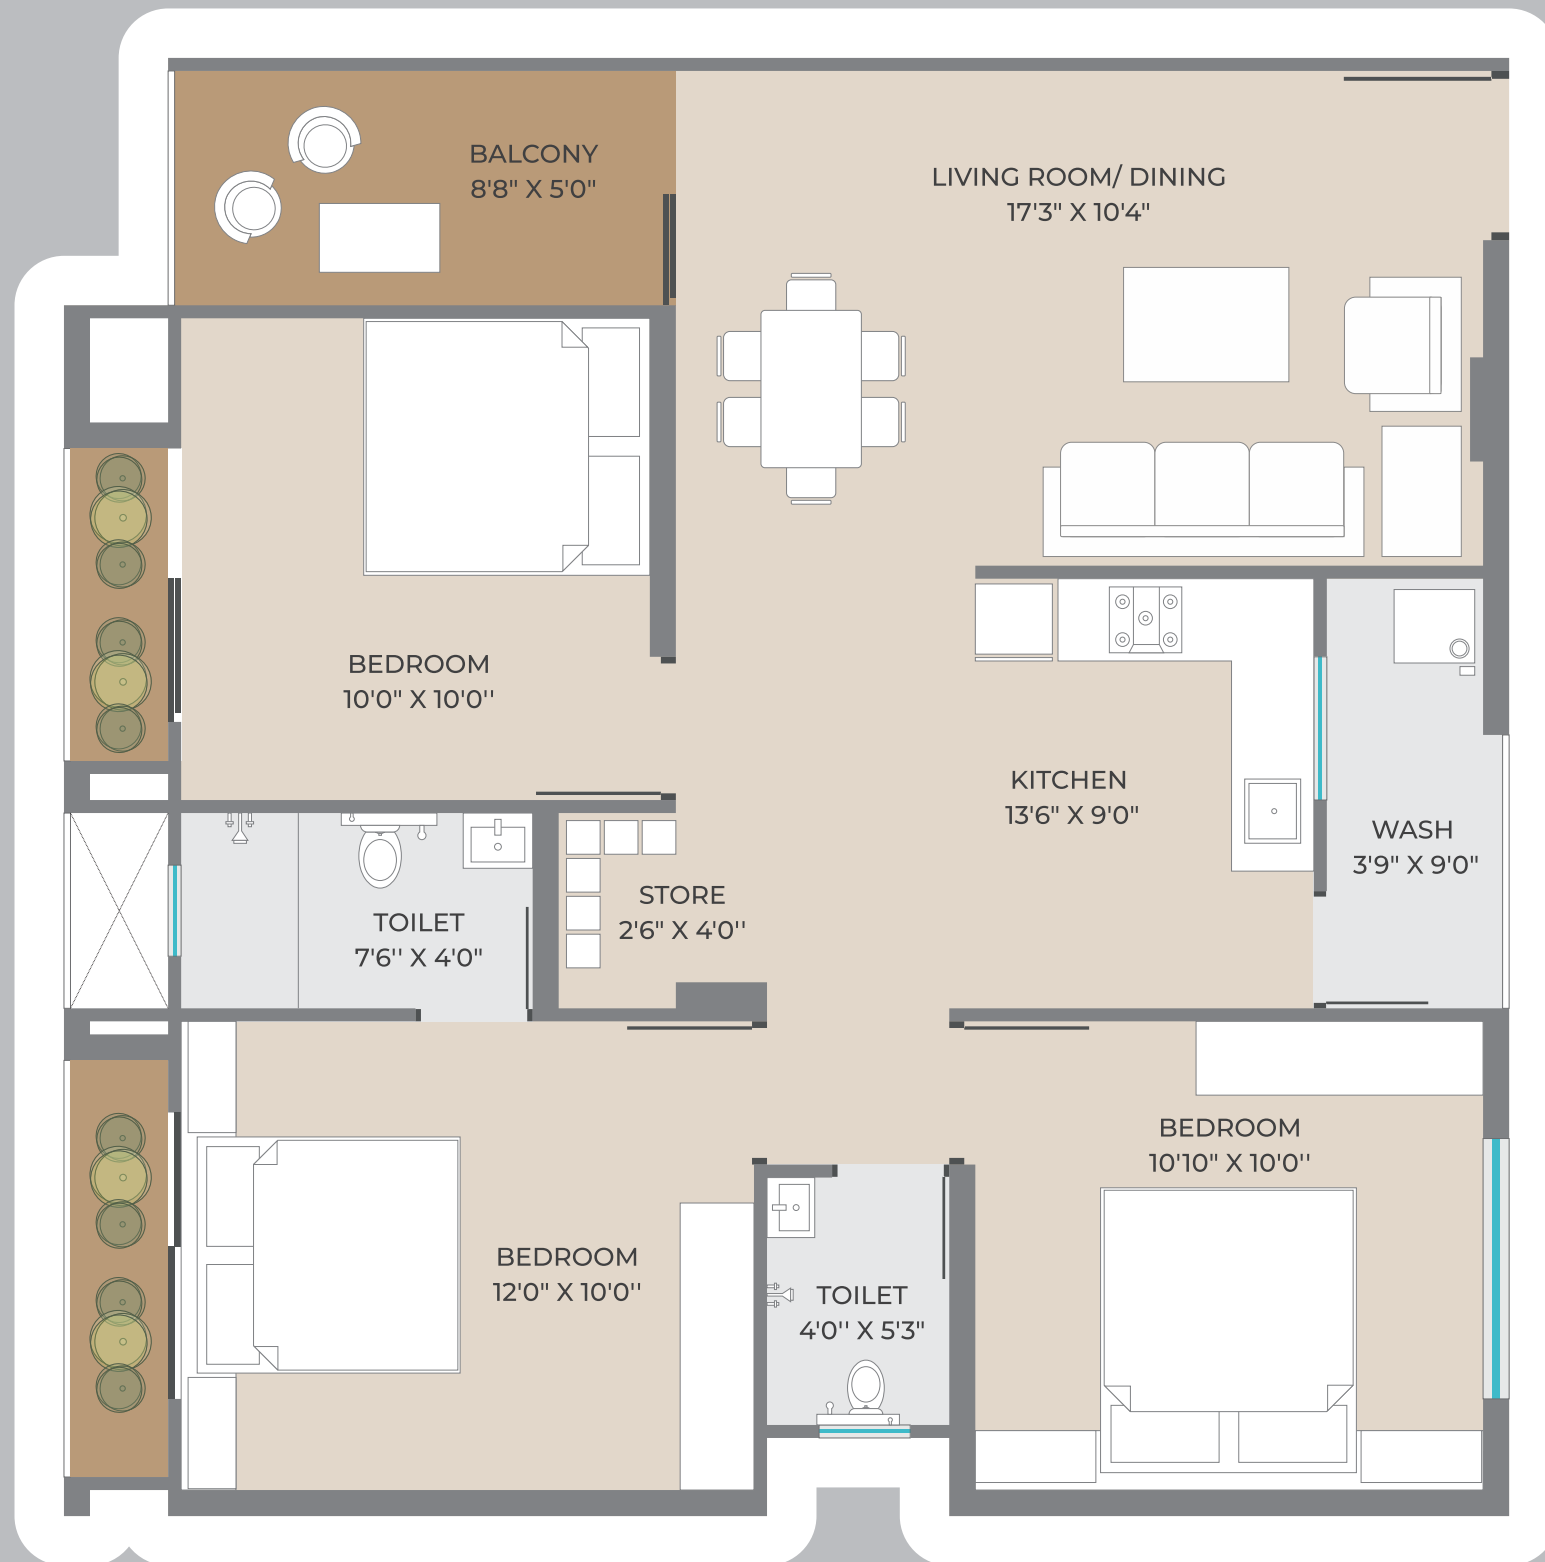 BALCONY
8'8" X 5'0"
LIVING ROOM/ DINING
17'3" X 10'4"
BEDROOM
10'0" X 10'0''
KITCHEN
13'6" X 9'0"
WASH
3'9" X 9'0"
STORE
2'6" X 4'0''
TOILET
7'6'' X 4'0"
BEDROOM
10'10" X 10'0''
BEDROOM
12'0" X 10'0''
TOILET
4'0'' X 5'3"